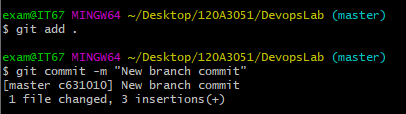 exam@IT67 MINGW64 ~/Desktop/120A3051/DevopsLab (master)
$ git add .
exam@IT67 MINGW64 ~/Desktop/120A3051/DevopsLab (master)
$ git commit -m "New branch commit"
[master c631010] New branch commit
 1 file changed, 3 insertions(+)